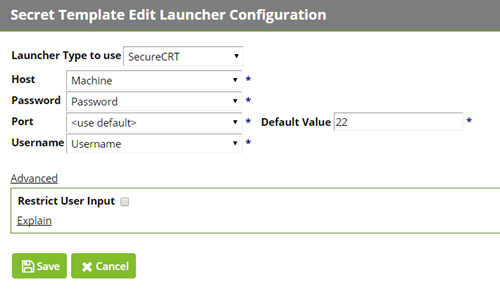 Secret Template Edit Launcher Configuration
Launcher Type to use SecureCRT
Host Machine *
Password Password *
Port <use default> * Default Value 22 *
Username Username *
Advanced
Restrict User Input
Explain
Save Cancel